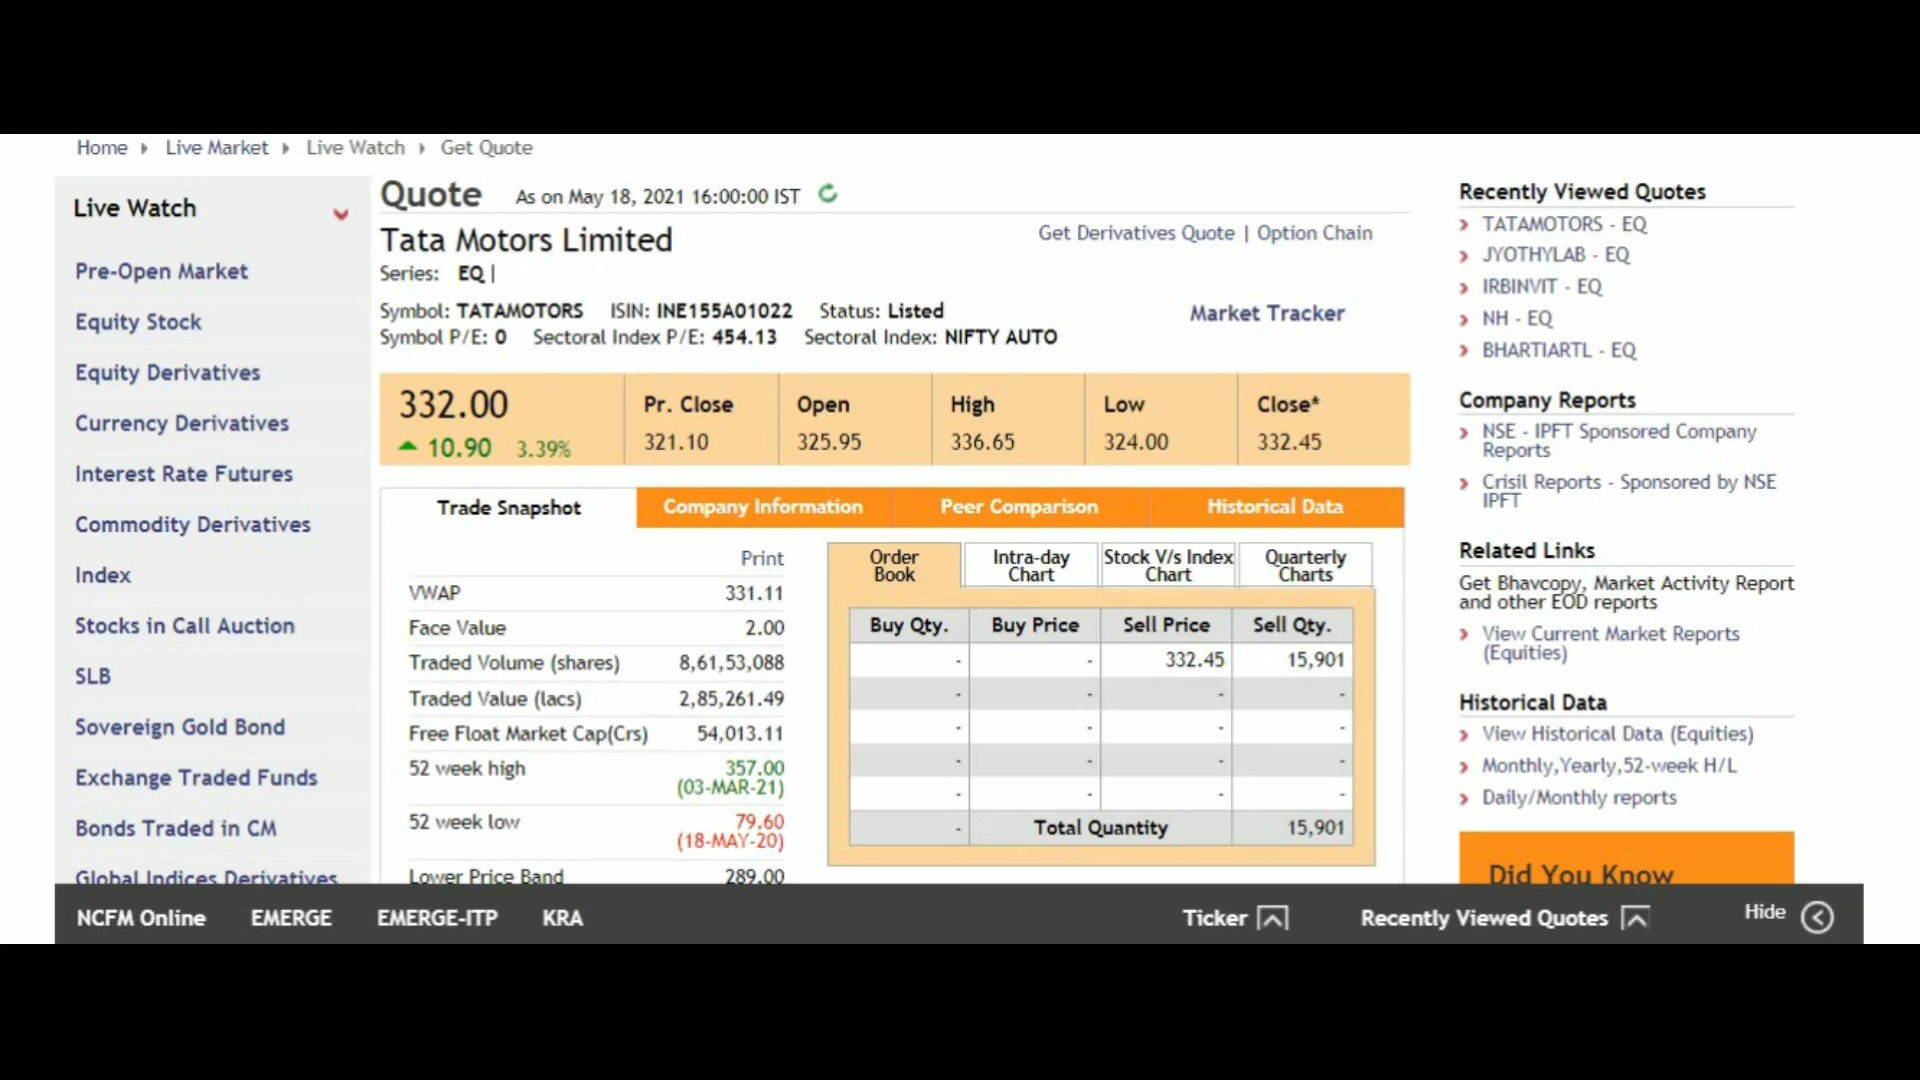 Home Live Market Live Watch Get Quote
Live Watch
Pre-Open Market
Equity Stock
Equity Derivatives
Currency Derivatives
Interest Rate Futures
Commodity Derivatives
Index
Stocks in Call Auction
SLB
Sovereign Gold Bond
Exchange Traded Funds
Bonds Traded in CM
Global Indices Derivatives
Quote As on May 18, 2021 16:00:00 IST
Tata Motors Limited
Get Derivatives Quote | Option Chain
Series: EQ |
Symbol: TATAMOTORS ISIN: INE155A01022 Status: Listed
Market Tracker
Symbol P/E: 0 Sectoral Index P/E: 454.13 Sectoral Index: NIFTY AUTO
332.00 Pr. Close Open High Low Close*
10.90 3.39% 321.10 325.95 336.65 324.00 332.45
Trade Snapshot Company Information Peer Comparison Historical Data
Print
VWAP 331.11
Face Value 2.00
Traded Volume (shares) 8,61,53,088
Traded Value (lacs) 2,85,261.49
Free Float Market Cap(Crs) 54,013.11
52 week high 357.00
(03-MAR-21)
52 week low 79.60
(18-MAY-20)
Lower Price Band 289.00
Order Intra-day Stock V/s Index Quarterly
Book Chart Chart Charts
Buy Qty. Buy Price Sell Price Sell Qty.
- - 332.45 15,901
- - - -
- - - -
- - - -
- - - -
- Total Quantity 15,901
Recently Viewed Quotes
TATAMOTORS - EQ
JYOTHYLAB - EQ
IRBINVIT - EQ
NH - EQ
BHARTIARTL - EQ
Company Reports
NSE - IPFT Sponsored Company
Reports
Crisil Reports - Sponsored by NSE
IPFT
Related Links
Get Bhavcopy, Market Activity Report
and other EOD reports
View Current Market Reports
(Equities)
Historical Data
View Historical Data (Equities)
Monthly,Yearly,52-week H/L
Daily/Monthly reports
Did You Know
NCFM Online EMERGE EMERGE-ITP KRA Ticker Recently Viewed Quotes Hide